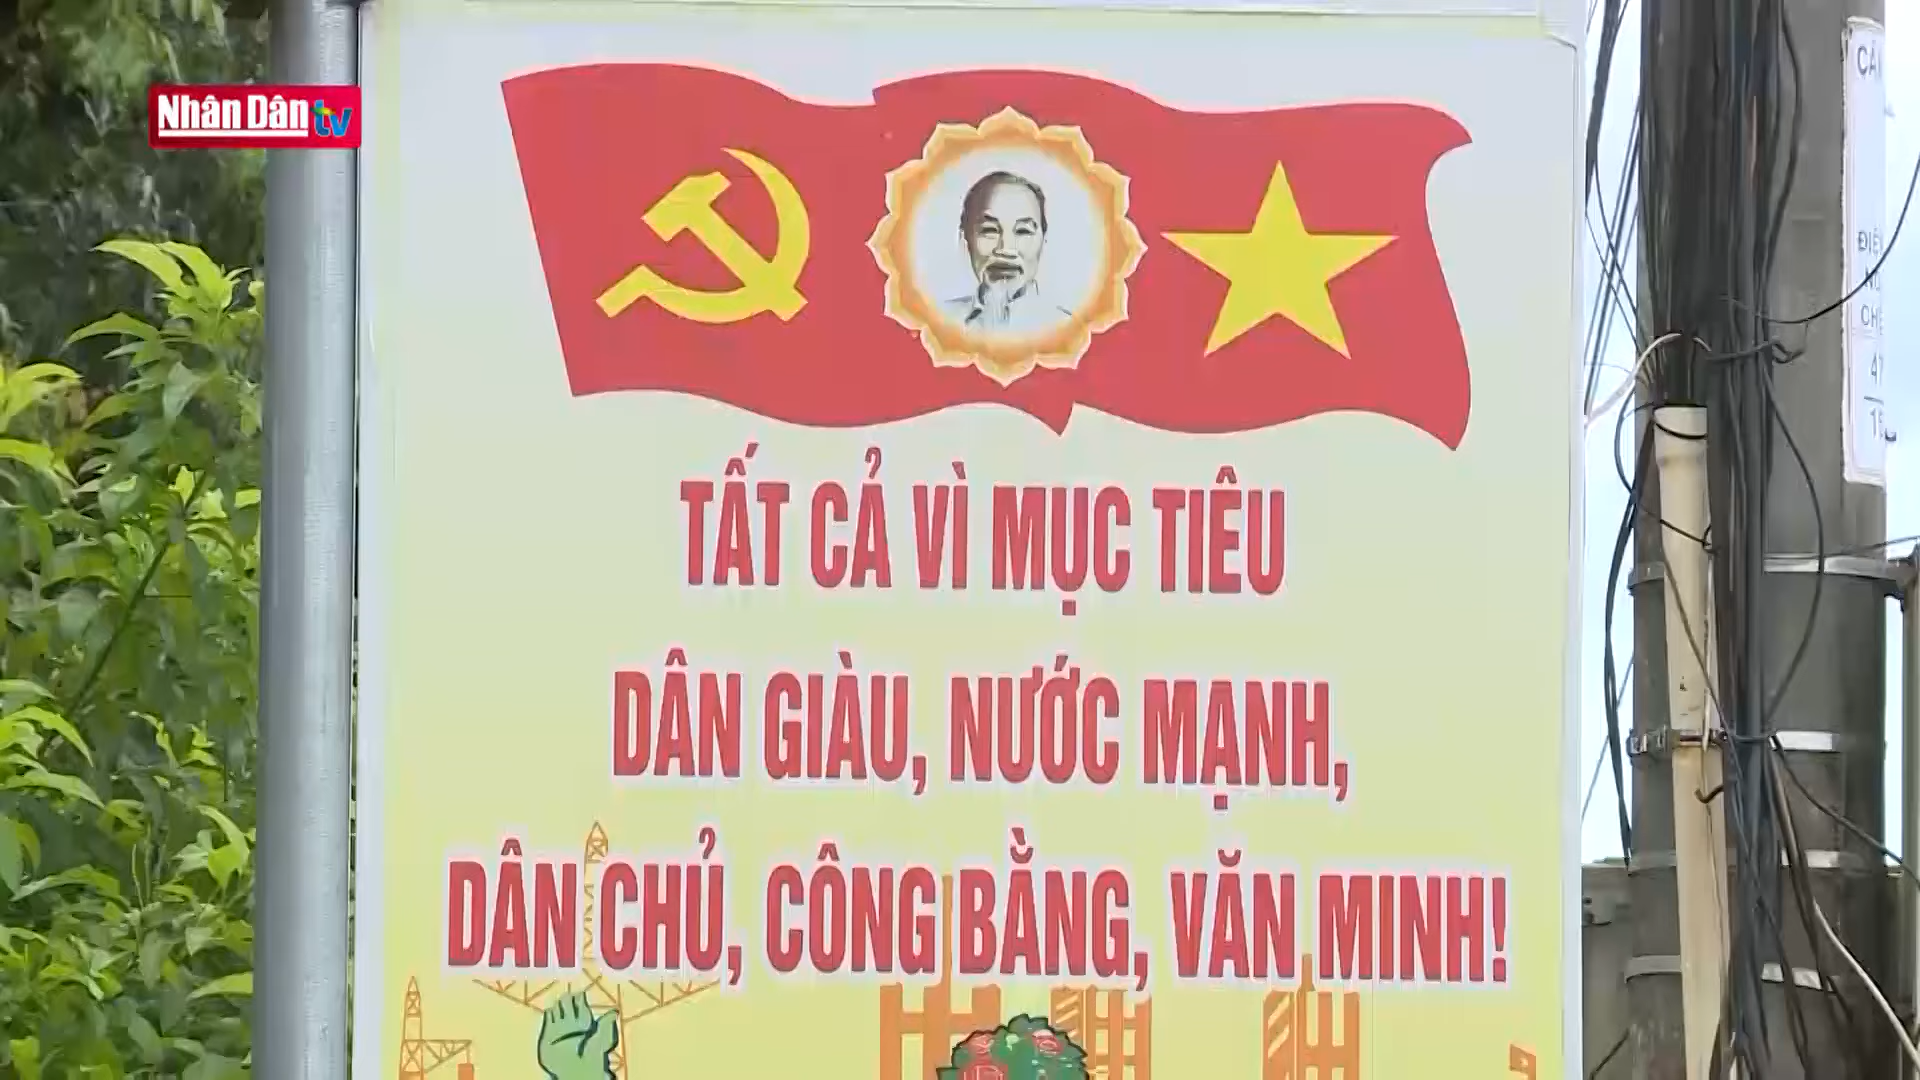 Nhân Dân tv
TẤT CẢ VÌ MỤC TIÊU
DÂN GIÀU, NƯỚC MẠNH,
DÂN CHỦ, CÔNG BẰNG, VĂN MINH!